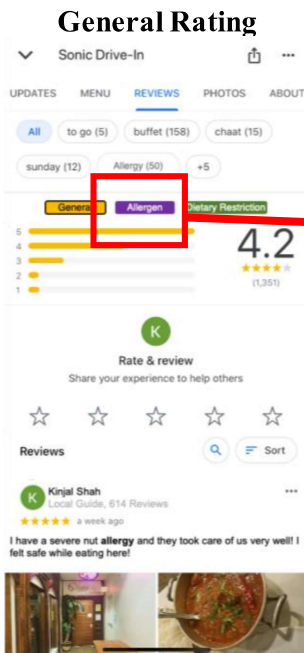 General Rating
Sonic Drive-In
UPDATES MENU REVIEWS PHOTOS ABOUT
All to go (5) buffet (158) chaat (15)
sunday (12) Allergy (50) +5
General Allergen Dietary Restriction
5
4
3
2
1
4.2
(1,351)
K
Rate & review
Share your experience to help others
Reviews Sort
K
Kinjal Shah
Local Guide, 614 Reviews
a week ago
I have a severe nut allergy and they took care of us very well! I
felt safe while eating here!